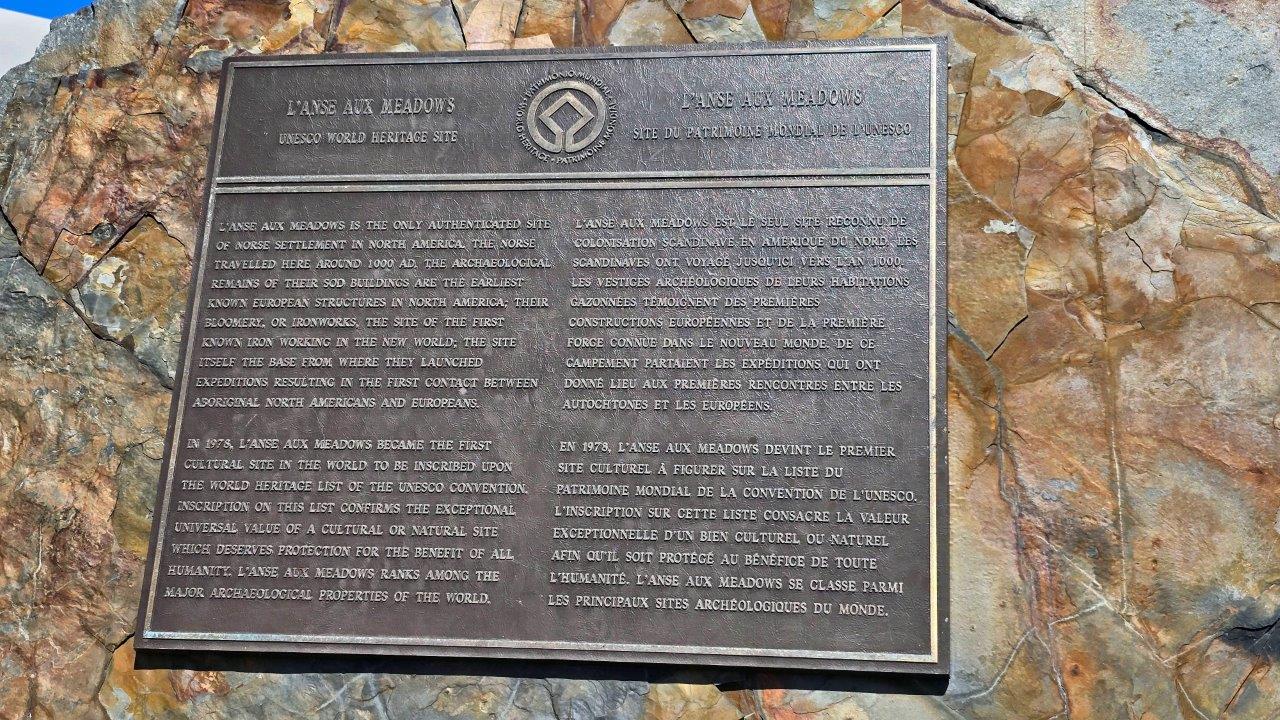 L'ANSE AUX MEADOWS
UNESCO WORLD HERITAGE SITE
WORLD HERITAGE • PATRIMOINE MONDIAL • PATRIMONIO MUNDIAL •
L'ANSE AUX MEADOWS
SITE DU PATRIMOINE MONDIAL DE L'UNESCO
L'ANSE AUX MEADOWS IS THE ONLY AUTHENTICATED SITE
OF NORSE SETTLEMENT IN NORTH AMERICA. THE NORSE
TRAVELLED HERE AROUND 1000 AD. THE ARCHAEOLOGICAL
REMAINS OF THEIR SOD BUILDINGS ARE THE EARLIEST
KNOWN EUROPEAN STRUCTURES IN NORTH AMERICA; THEIR
BLOOMERY, OR IRONWORKS, THE SITE OF THE FIRST
KNOWN IRON WORKING IN THE NEW WORLD; THE SITE
ITSELF THE BASE FROM WHERE THEY LAUNCHED
EXPEDITIONS RESULTING IN THE FIRST CONTACT BETWEEN
ABORIGINAL NORTH AMERICANS AND EUROPEANS.
IN 1978, L'ANSE AUX MEADOWS BECAME THE FIRST
CULTURAL SITE IN THE WORLD TO BE INSCRIBED UPON
THE WORLD HERITAGE LIST OF THE UNESCO CONVENTION.
INSCRIPTION ON THIS LIST CONFIRMS THE EXCEPTIONAL
UNIVERSAL VALUE OF A CULTURAL OR NATURAL SITE
WHICH DESERVES PROTECTION FOR THE BENEFIT OF ALL
HUMANITY. L'ANSE AUX MEADOWS RANKS AMONG THE
MAJOR ARCHAEOLOGICAL PROPERTIES OF THE WORLD.
L'ANSE AUX MEADOWS EST LE SEUL SITE RECONNU DE
COLONISATION SCANDINAVE EN AMÉRIQUE DU NORD. LES
SCANDINAVES ONT VOYAGÉ JUSQU'ICI VERS L'AN 1000.
LES VESTIGES ARCHÉOLOGIQUES DE LEURS HABITATIONS
GAZONNÉES TÉMOIGNENT DES PREMIÈRES
CONSTRUCTIONS EUROPÉENNES ET DE LA PREMIÈRE
FORGE CONNUE DANS LE NOUVEAU MONDE. DE CE
CAMPEMENT PARTAIENT LES EXPÉDITIONS QUI ONT
DONNÉ LIEU AUX PREMIÈRES RENCONTRES ENTRE LES
AUTOCHTONES ET LES EUROPÉENS.
EN 1978, L'ANSE AUX MEADOWS DEVINT LE PREMIER
SITE CULTUREL À FIGURER SUR LA LISTE DU
PATRIMOINE MONDIAL DE LA CONVENTION DE L'UNESCO.
L'INSCRIPTION SUR CETTE LISTE CONSACRE LA VALEUR
EXCEPTIONNELLE D'UN BIEN CULTUREL OU NATUREL
AFIN QU'IL SOIT PROTÉGÉ AU BÉNÉFICE DE TOUTE
L'HUMANITÉ. L'ANSE AUX MEADOWS SE CLASSE PARMI
LES PRINCIPAUX SITES ARCHÉOLOGIQUES DU MONDE.